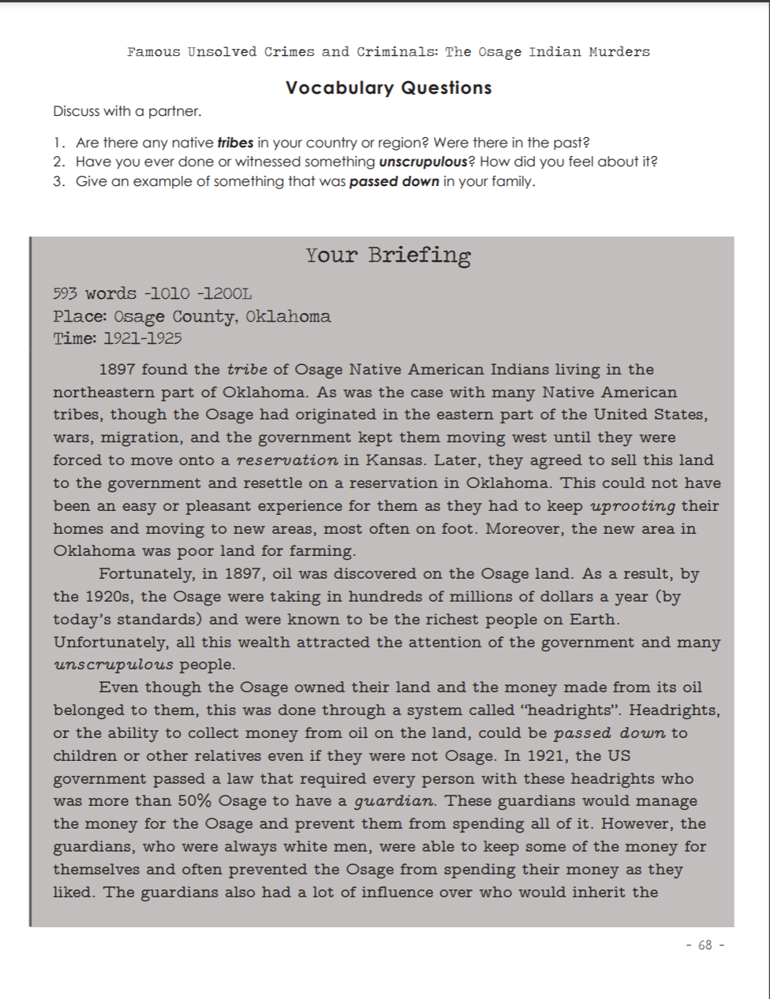 Famous Unsolved Crimes and Criminals: The Osage Indian Murders
Vocabulary Questions
Discuss with a partner.
1. Are there any native tribes in your country or region? Were there in the past?
2. Have you ever done or witnessed something unscrupulous? How did you feel about it?
3. Give an example of something that was passed down in your family.
Your Briefing
593 words -1010 -1200L
Place: Osage County, Oklahoma
Time: 1921-1925
1897 found the tribe of Osage Native American Indians living in the
northeastern part of Oklahoma. As was the case with many Native American
tribes, though the Osage had originated in the eastern part of the United States,
wars, migration, and the government kept them moving west until they were
forced to move onto a reservation in Kansas. Later, they agreed to sell this land
to the government and resettle on a reservation in Oklahoma. This could not have
been an easy or pleasant experience for them as they had to keep uprooting their
homes and moving to new areas, most often on foot. Moreover, the new area in
Oklahoma was poor land for farming.
Fortunately, in 1897, oil was discovered on the Osage land. As a result, by
the 1920s, the Osage were taking in hundreds of millions of dollars a year (by
today's standards) and were known to be the richest people on Earth.
Unfortunately, all this wealth attracted the attention of the government and many
unscrupulous people.
Even though the Osage owned their land and the money made from its oil
belonged to them, this was done through a system called “headrights”. Headrights,
or the ability to collect money from oil on the land, could be passed down to
children or other relatives even if they were not Osage. In 1921, the US
government passed a law that required every person with these headrights who
was more than 50% Osage to have a guardian. These guardians would manage
the money for the Osage and prevent them from spending all of it. However, the
guardians, who were always white men, were able to keep some of the money for
themselves and often prevented the Osage from spending their money as they
liked. The guardians also had a lot of influence over who would inherit the
- 68 -